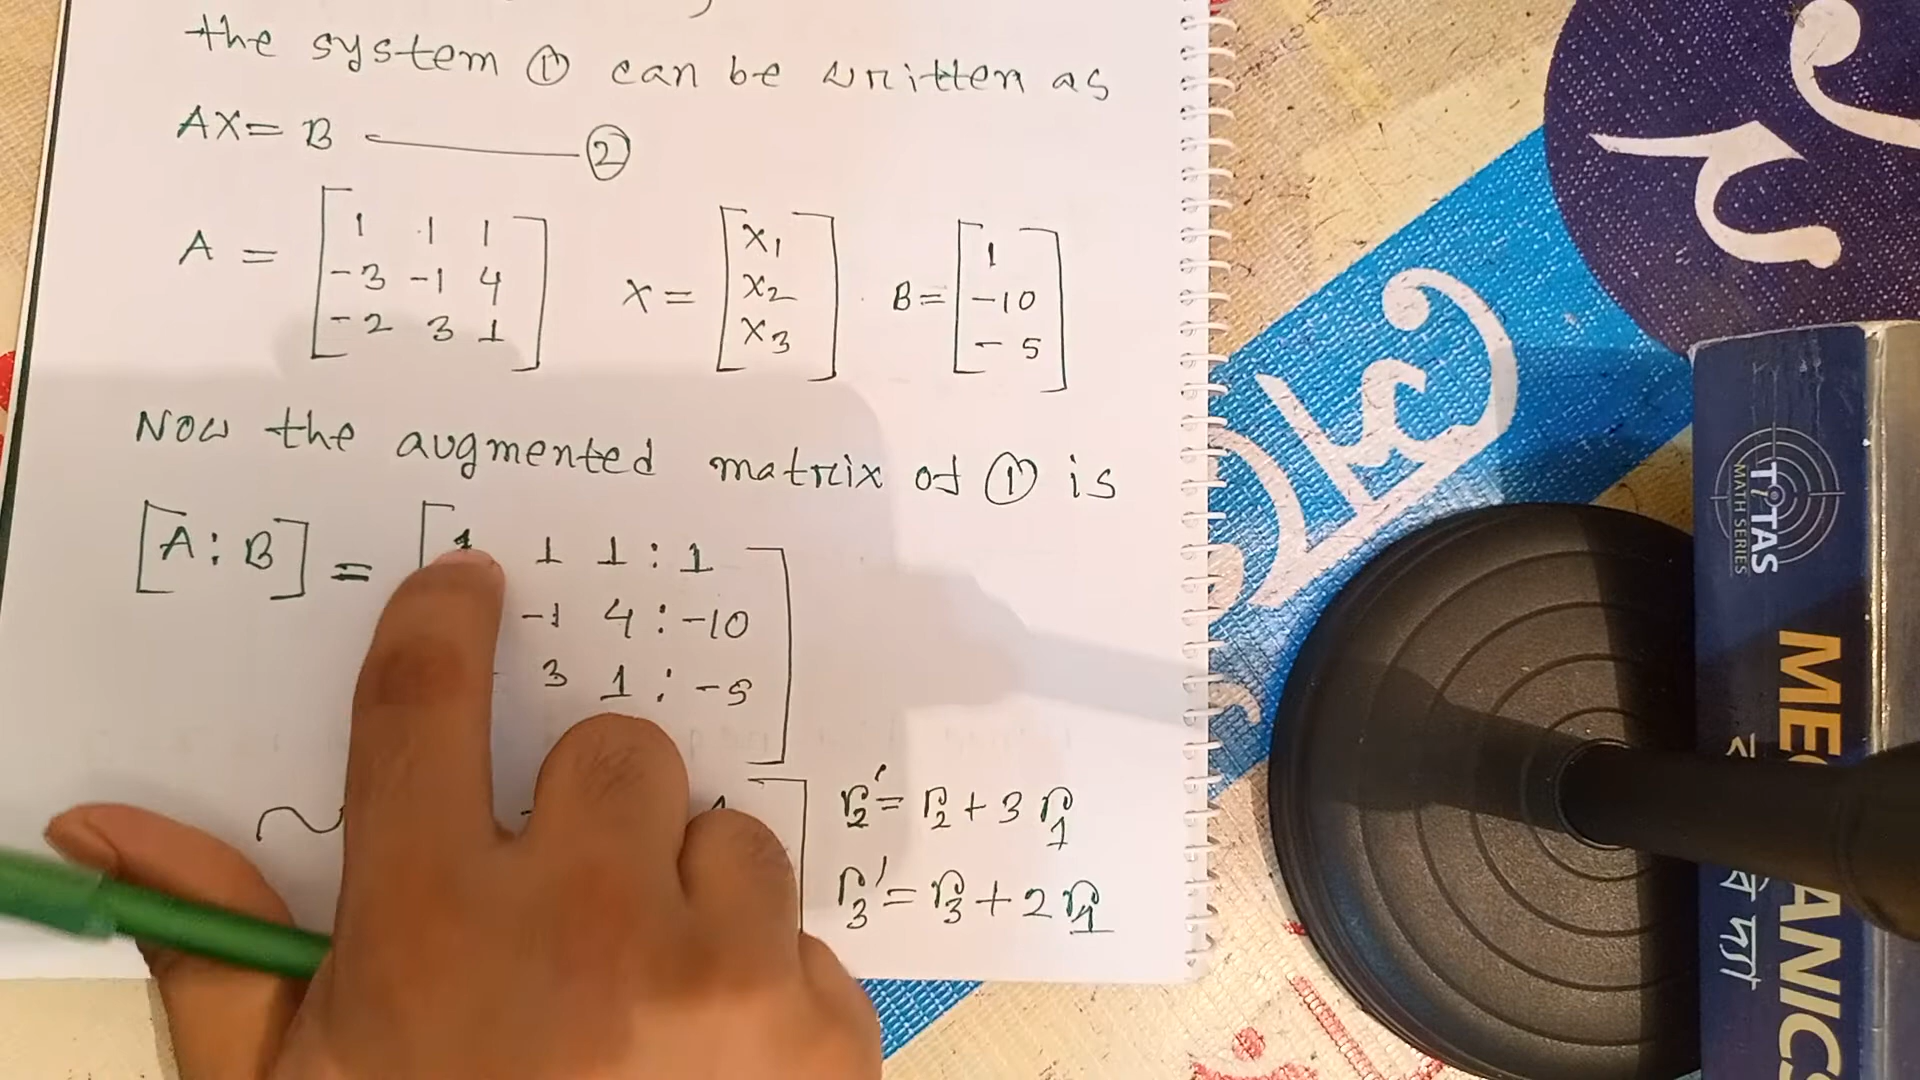 the system ① can be written as
AX = B ——— ②
A = [1 1 1
-3 -1 4
-2 3 1]
X = [x₁
x₂
x₃]
B = [1
-10
-5]
Now the augmented matrix of ① is
[A : B] = [1 1 1 : 1
-1 4 : -10
3 1 : -5]
~
r₂' = r₂ + 3 r₁
r₃' = r₃ + 2 r₁
TITAS
MATH SERIES